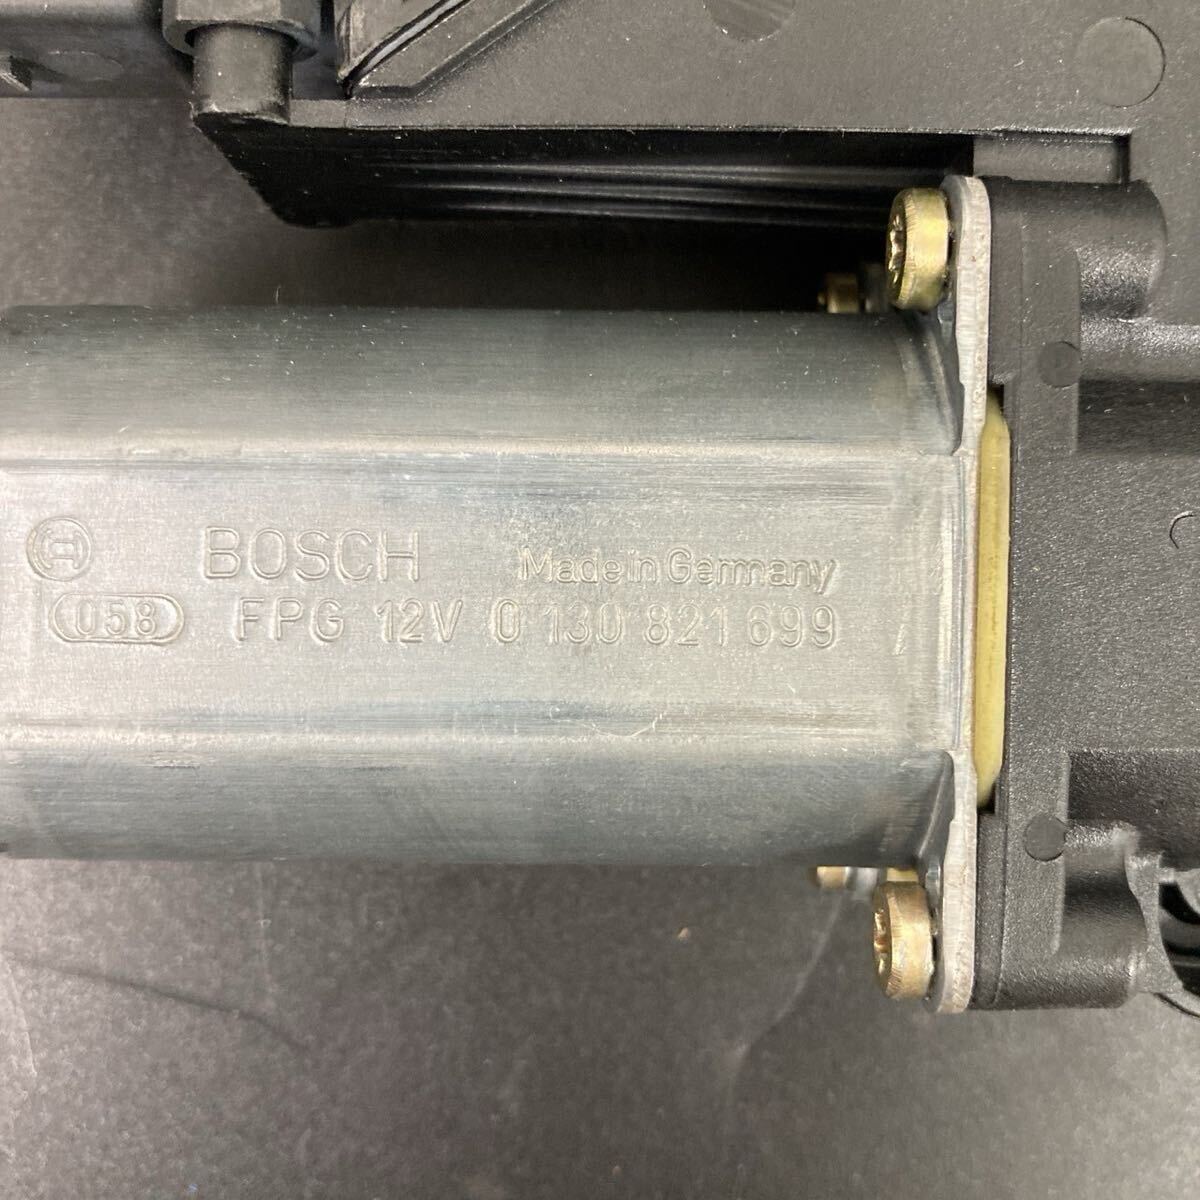 BOSCH Made in Germany
058 FPG 12V 0 130 821 699